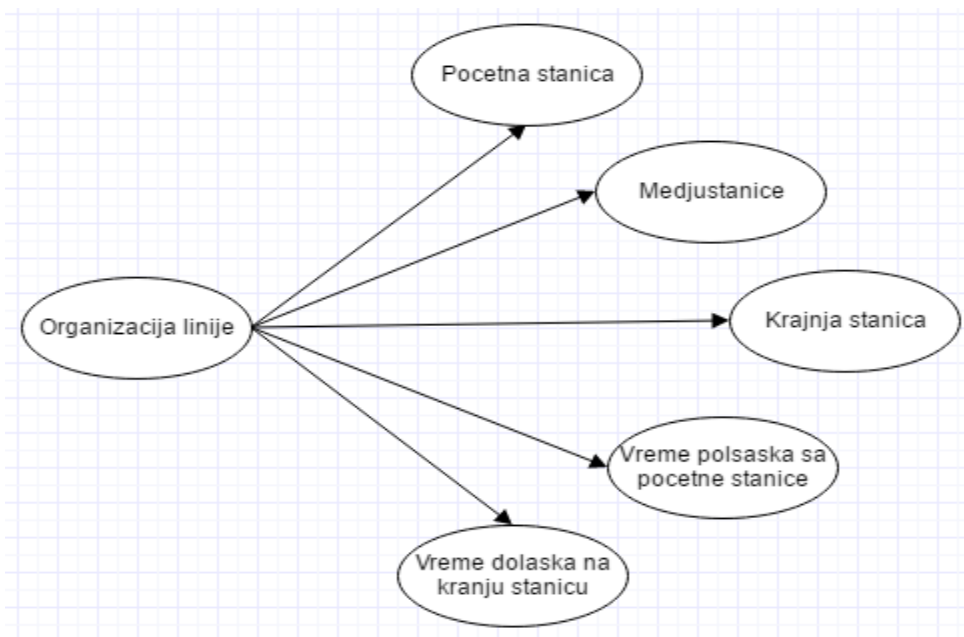 Pocetna stanica
Medjustanice
Krajnja stanica
Organizacija linije
Vreme polsaska sa
pocetne stanice
Vreme dolaska na
kranju stanicu